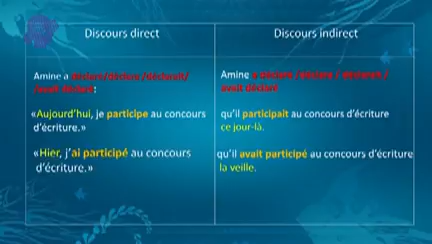 Discours direct
Discours indirect
Amine a déclaré/déclare /déclarait/
/avait déclaré:
Amine a déclaré /déclare / déclarait /
avait déclaré
«Aujourd'hui, je participe au concours
d'écriture.»
qu'il participait au concours d'écriture
ce jour-là.
«Hier, j'ai participé au concours
d'écriture.»
qu'il avait participé au concours d'écriture
la veille.